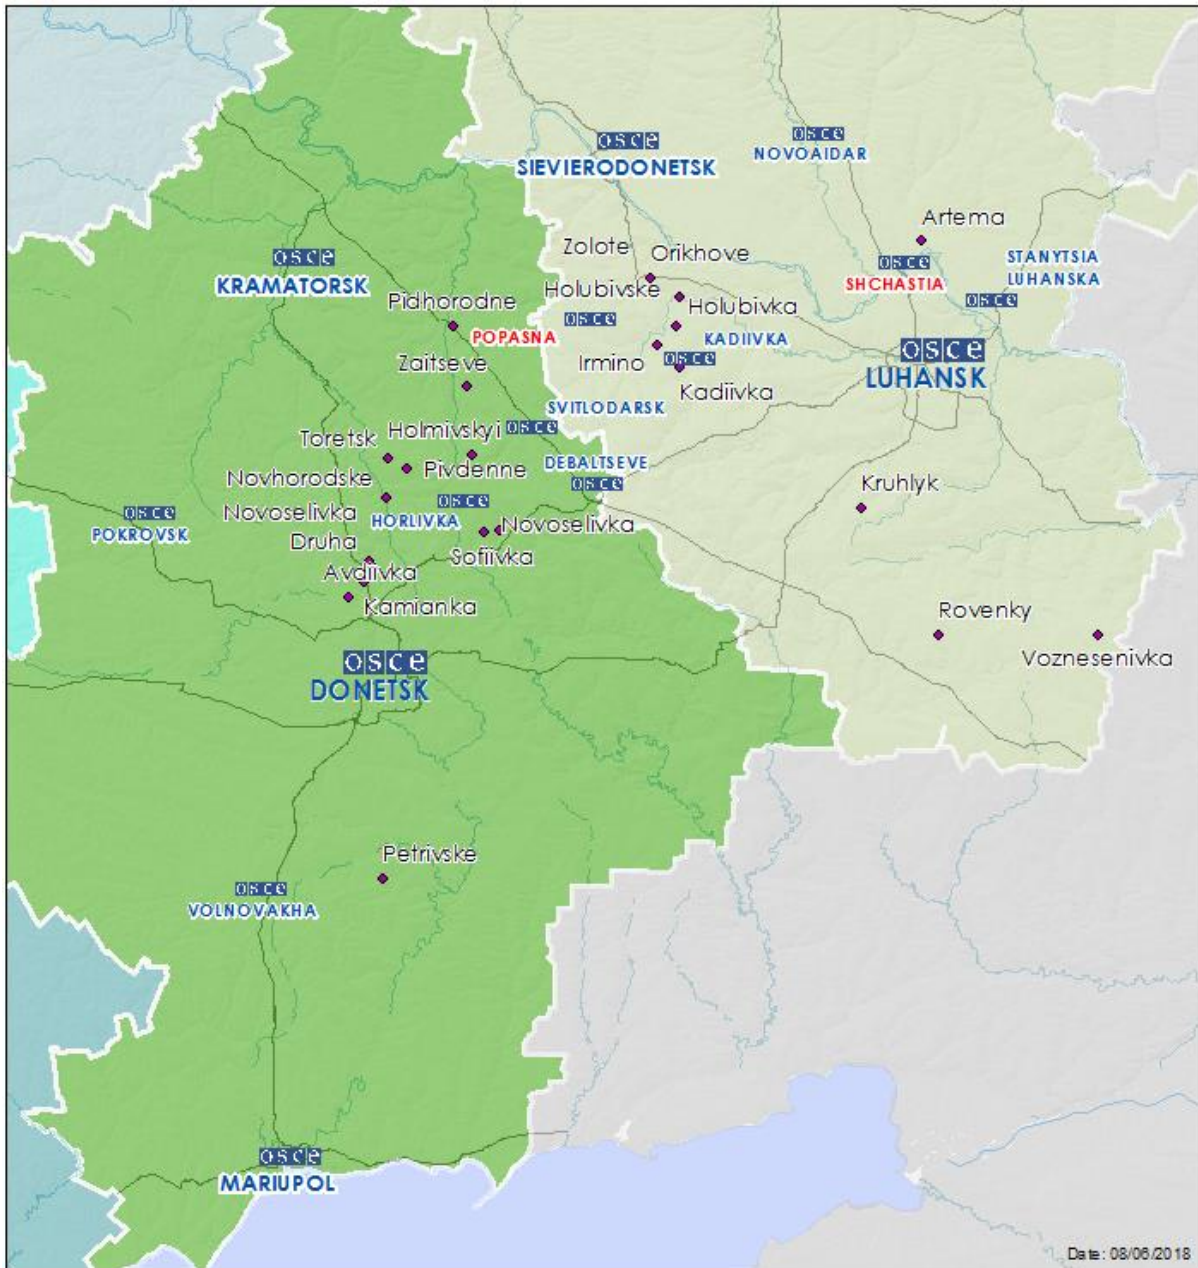 osce
SIEVIERODONETSK
osce
NOVOAIDAR
Artema
osce
SHCHASTIA
STANYTSIA
LUHANSKA
osce
osce
KRAMATORSK
Zolote
Orikhove
Holubivske
Holubivka
osce
KADIIVKA
osce
LUHANSK
Pidhorodne
POPASNA
Irmino
osce
Kadiivka
Zaitseve
SVITLODARSK
Holmivskyi
osce
Toretsk
Pivdenne
DEBALTSEVE
osce
Novhorodske
osce
HORLIVKA
Kruhlyk
osce
POKROVSK
Novoselivka
Druha
Novoselivka
Sofiivka
Avdiivka
Kamianka
Rovenky
Voznesenivka
osce
DONETSK
Petrivske
osce
VOLNOVAKHA
osce
MARIUPOL
Date: 08/06/2018